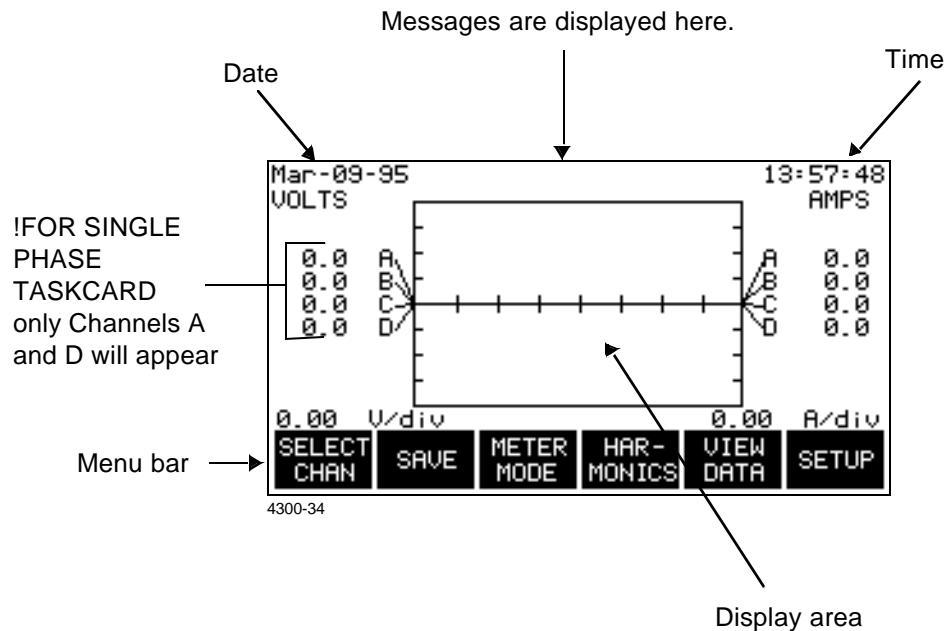 Messages are displayed here.
Date
Time
Mar-09-95 13:57:48
VOLTS AMPS
!FOR SINGLE
PHASE
TASKCARD
only Channels A
and D will appear
0.0 A A 0.0
0.0 B B 0.0
0.0 C C 0.0
0.0 D D 0.0
0.00 V/div 0.00 A/div
Menu bar
SELECT
CHAN
SAVE
METER
MODE
HAR-
MONICS
VIEW
DATA
SETUP
4300-34
Display area